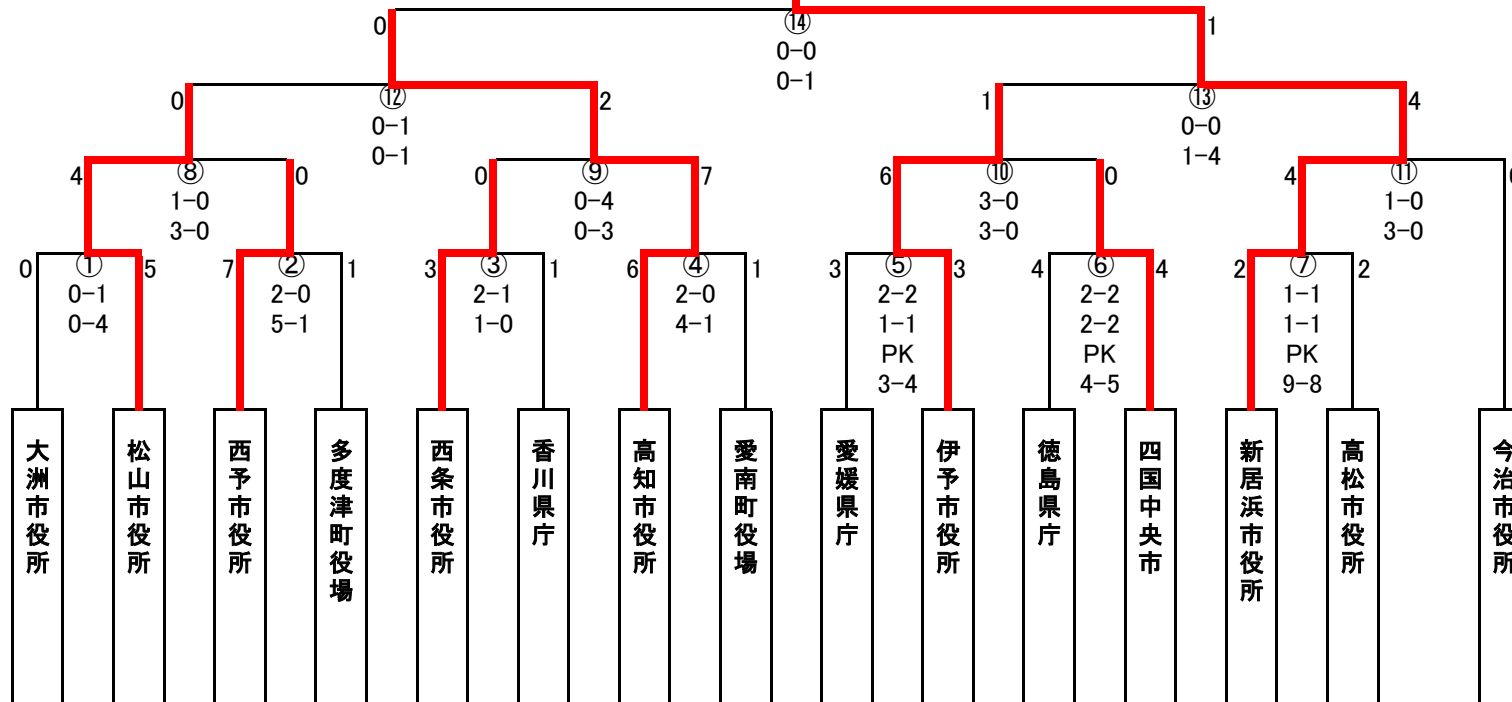 0 1
⑭
0-0
0-1
0 2 1 4
⑫ ⑬
0-1 0-0
0-1 1-4
4 0 0 7 6 0 4
⑧ ⑨ ⑩ ⑪
1-0 0-4 3-0 1-0
3-0 0-3 3-0 3-0
0 5 7 1 3 1 6 1 3 3 4 4 2 2
① ② ③ ④ ⑤ ⑥ ⑦
0-1 2-0 2-1 2-0 2-2 2-2 1-1
0-4 5-1 1-0 4-1 1-1 2-2 1-1
PK PK PK
3-4 4-5 9-8
大洲市役所
松山市役所
西予市役所
多度津町役場
西条市役所
香川県庁
高知市役所
愛南町役場
愛媛県庁
伊予市役所
徳島県庁
四国中央市
新居浜市役所
高松市役所
今治市役所